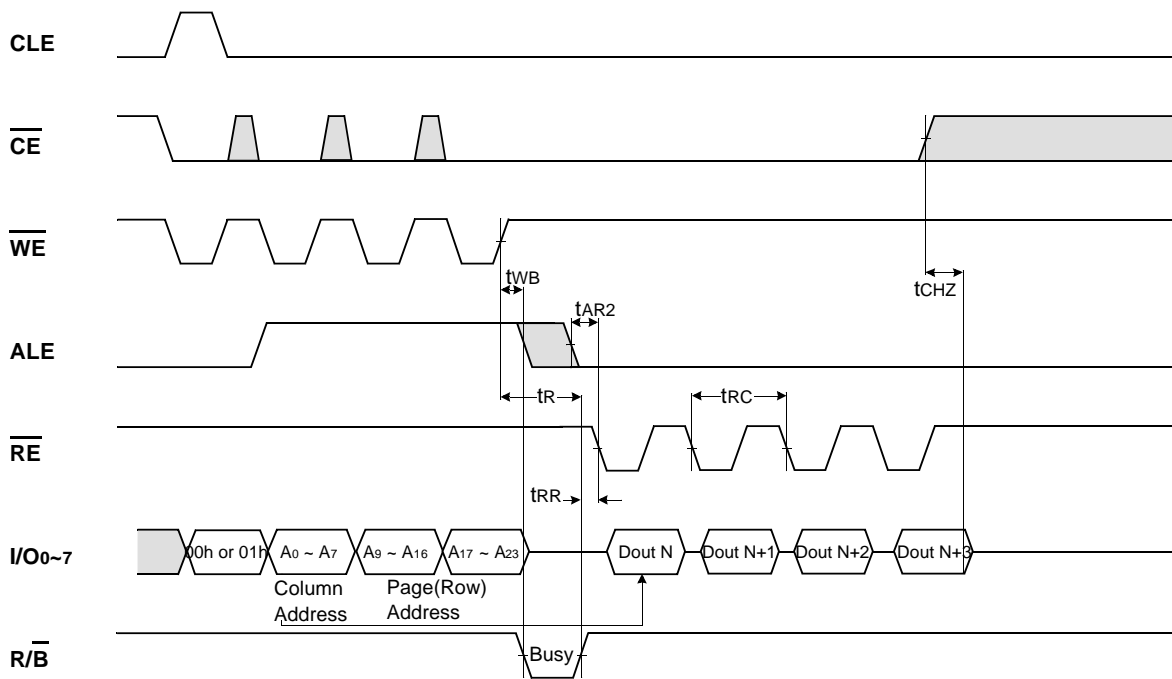 CLE
CE
WE
tWB
tCHZ
tAR2
ALE
tR
tRC
RE
tRR
I/O0~7
00h or 01h
A0 ~ A7
A9 ~ A16
A17 ~ A23
Dout N
Dout N+1
Dout N+2
Dout N+3
Column
Address
Page(Row)
Address
R/B
Busy